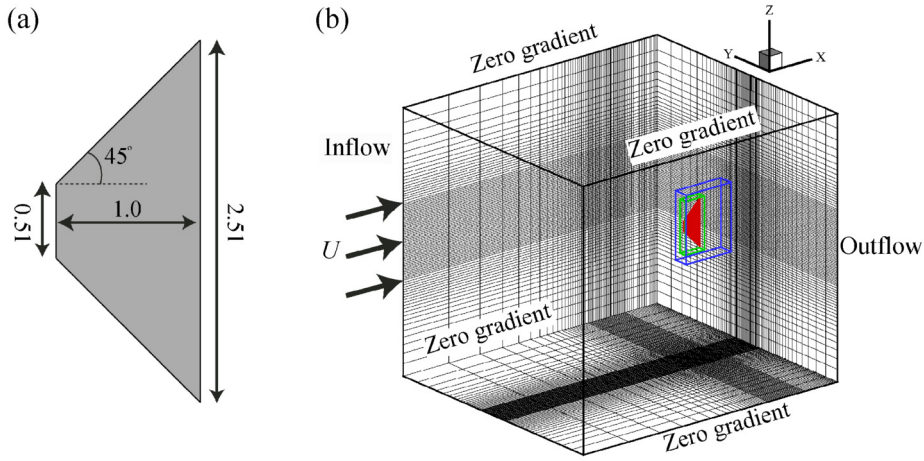 (a)
45°
0.51
1.0
2.51
(b)
Zero gradient
Z
Y
X
Inflow
Zero gradient
U
Outflow
Zero gradient
Zero gradient